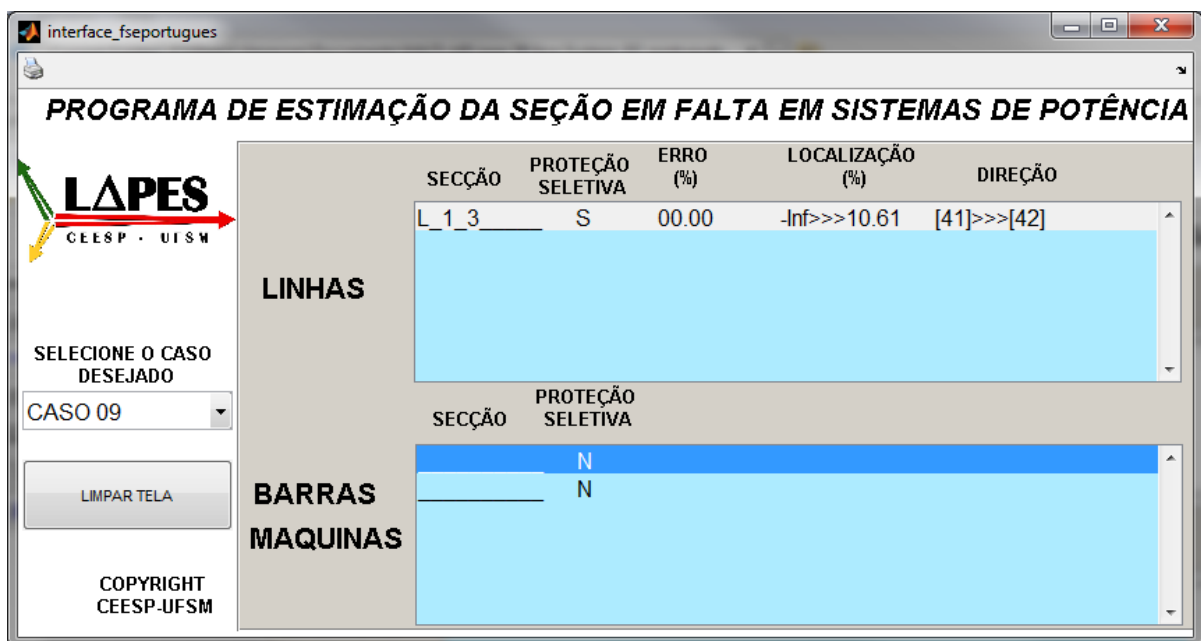 interface_fseportugues
PROGRAMA DE ESTIMAÇÃO DA SEÇÃO EM FALTA EM SISTEMAS DE POTÊNCIA
LAPES
CEESP - UFSM
SELECIONE O CASO
DESEJADO
CASO 09
LIMPAR TELA
COPYRIGHT
CEESP-UFSM
SECÇÃO PROTEÇÃO SELETIVA ERRO (%) LOCALIZAÇÃO (%) DIREÇÃO
LINHAS
L_1_3_____ S 00.00 -Inf>>>10.61 [41]>>>[42]
SECÇÃO PROTEÇÃO SELETIVA
BARRAS
MAQUINAS
__________ N
__________ N